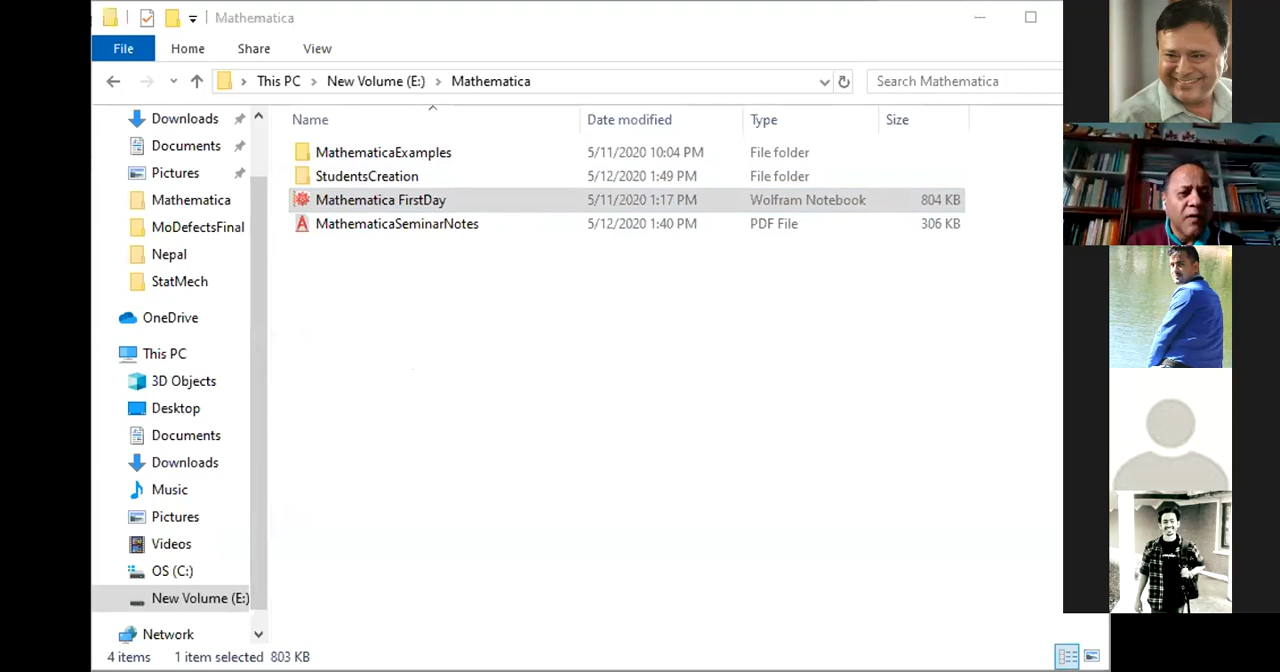 Mathematica
File Home Share View
This PC New Volume (E:) Mathematica Search Mathematica
Name Date modified Type Size
MathematicaExamples 5/11/2020 10:04 PM File folder
StudentsCreation 5/12/2020 1:49 PM File folder
Mathematica FirstDay 5/11/2020 1:17 PM Wolfram Notebook 804 KB
MathematicaSeminarNotes 5/12/2020 1:40 PM PDF File 306 KB
Downloads
Documents
Pictures
Mathematica
MoDefectsFinal
Nepal
StatMech
OneDrive
This PC
3D Objects
Desktop
Documents
Downloads
Music
Pictures
Videos
OS (C:)
New Volume (E:)
Network
4 items 1 item selected 803 KB